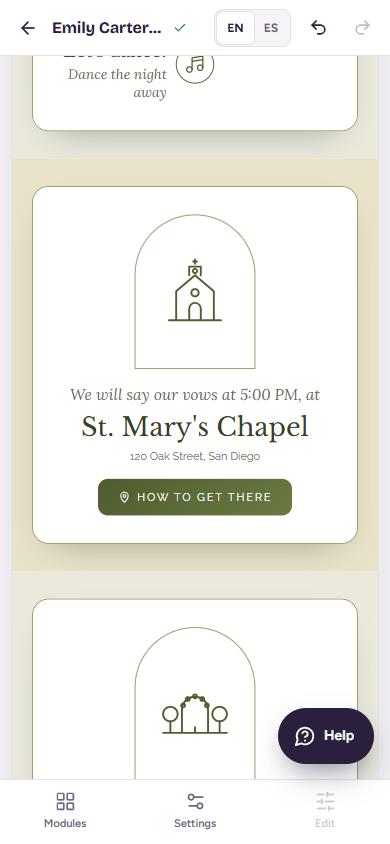 Emily Carter...
EN
ES
Dance the night
away
We will say our vows at 5:00 PM, at
St. Mary's Chapel
120 Oak Street, San Diego
HOW TO GET THERE
Help
Modules
Settings
Edit